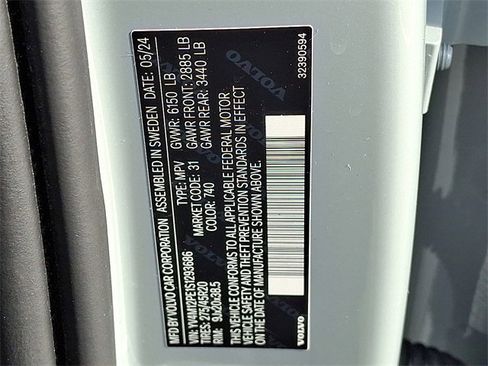 MFD BY VOLVO CAR CORPORATION ASSEMBLED IN SWEDEN DATE: 05/24
VIN: YV4M12PE1S1293686 TYPE: MPV GVWR: 6150 LB
TIRES: 275/45R20 MARKET CODE: 31 GAWR FRONT: 2885 LB
RIM: 9Jx20x38.5 COLOR: 740 GAWR REAR: 3440 LB
THIS VEHICLE CONFORMS TO ALL APPLICABLE FEDERAL MOTOR
VEHICLE SAFETY AND THEFT PREVENTION STANDARDS IN EFFECT
ON THE DATE OF MANUFACTURE SHOWN ABOVE.
VOLVO
32390594